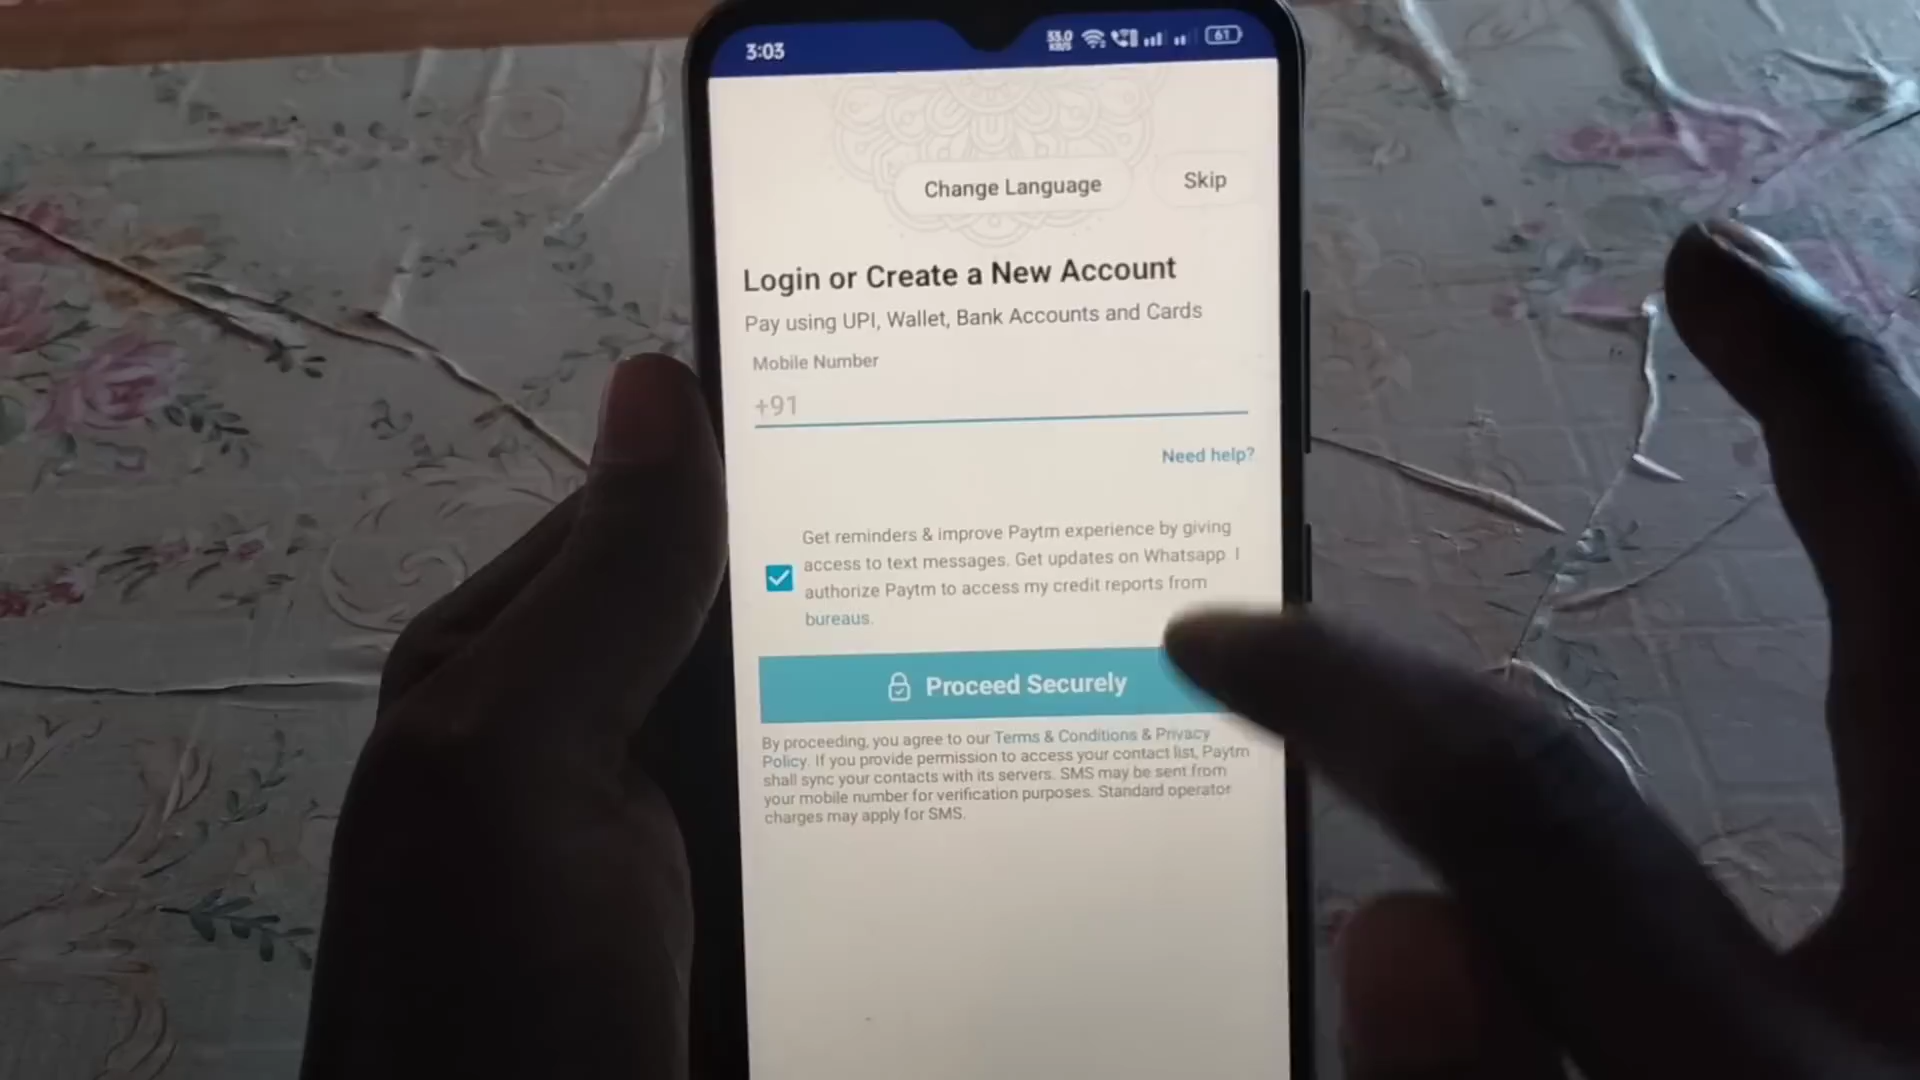 3:03
53.0
KB/S
61
Change Language
Skip
Login or Create a New Account
Pay using UPI, Wallet, Bank Accounts and Cards
Mobile Number
+91
Need help?
Get reminders & improve Paytm experience by giving
access to text messages. Get updates on Whatsapp. I
authorize Paytm to access my credit reports from
bureaus.
Proceed Securely
By proceeding, you agree to our Terms & Conditions & Privacy
Policy. If you provide permission to access your contact list, Paytm
shall sync your contacts with its servers. SMS may be sent from
your mobile number for verification purposes. Standard operator
charges may apply for SMS.